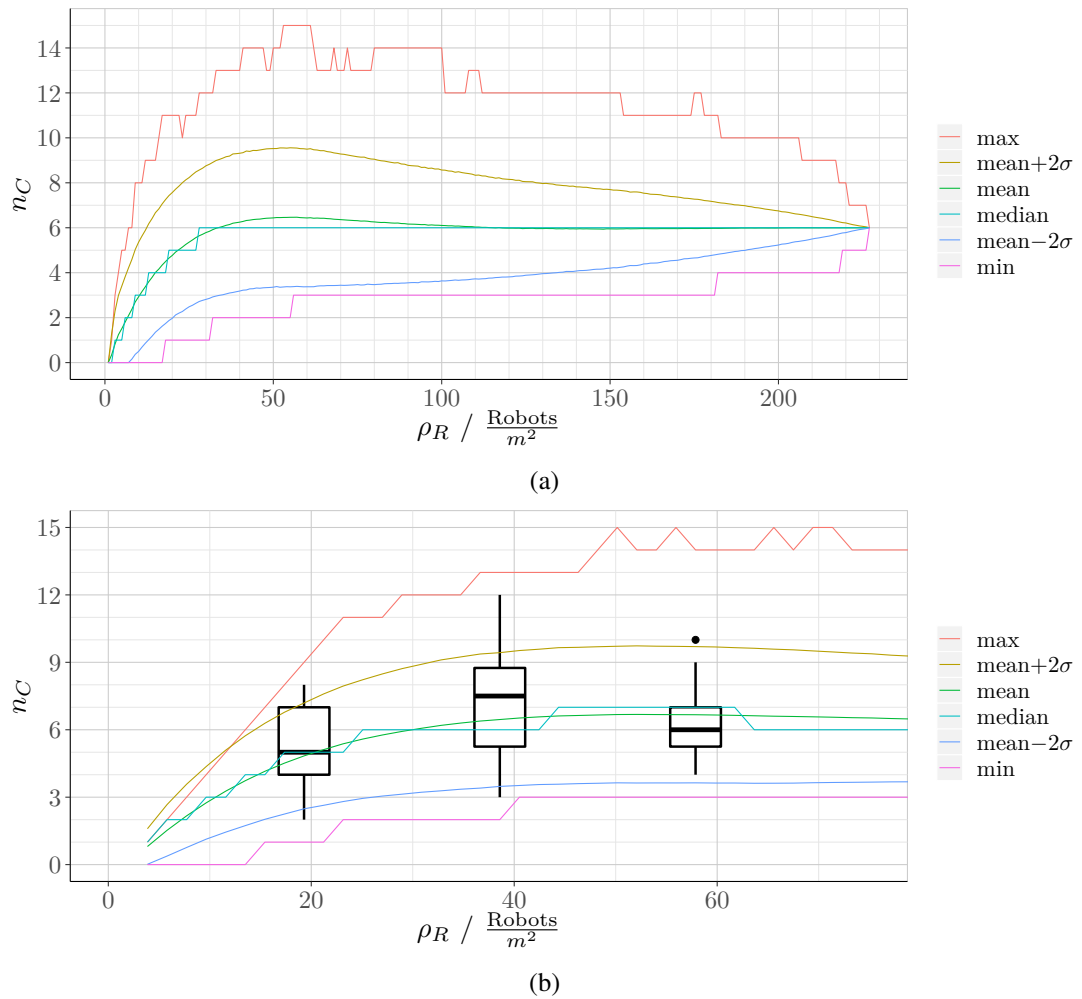 14
12
10
8
6
4
2
0
n_C
0 50 100 150 200
ρ_R / Robots/m²
max
mean+2σ
mean
median
mean−2σ
min
(a)
15
12
9
6
3
0
n_C
0 20 40 60
ρ_R / Robots/m²
max
mean+2σ
mean
median
mean−2σ
min
(b)